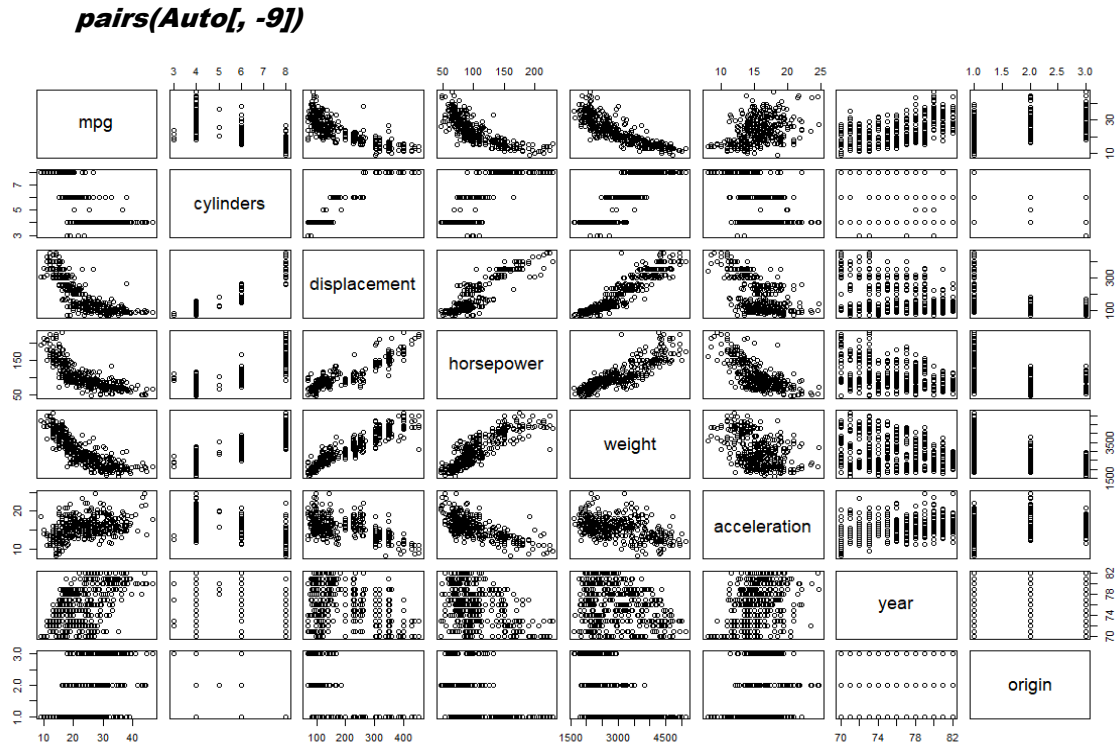 pairs(Auto[, -9])
3 4 5 6 7 8
50 100 150 200
10 15 20 25
1.0 1.5 2.0 2.5 3.0
mpg
10 30
3 5 7
cylinders
displacement
100 300
50 150
horsepower
weight
1500 3500
10 20
acceleration
year
70 74 78 82
1.0 2.0 3.0
origin
10 20 30 40
100 200 300 400
1500 3000 4500
10 15 20 25
70 74 78 82